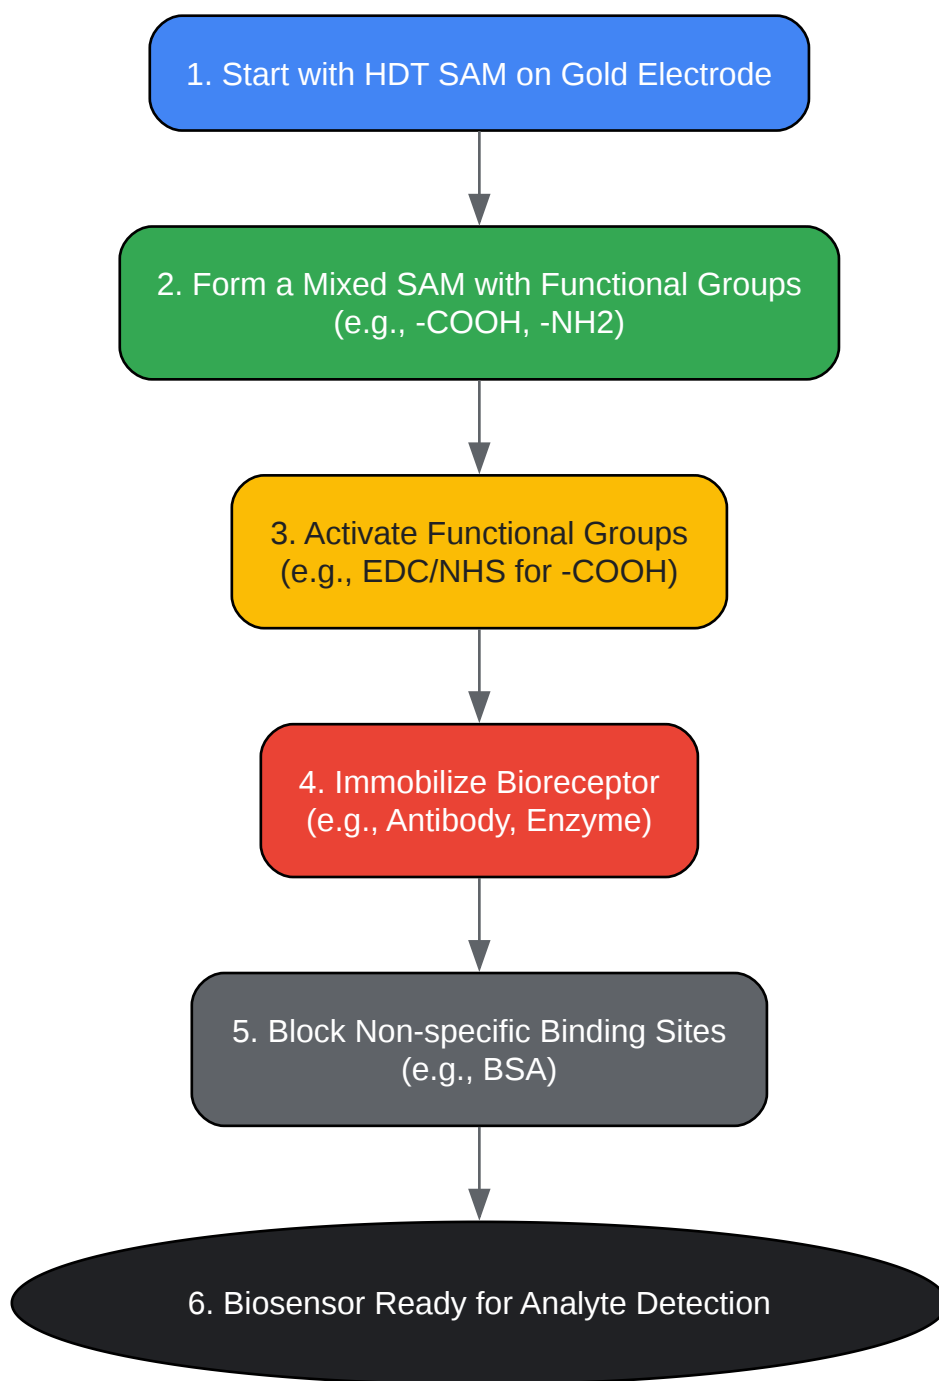 1. Start with HDT SAM on Gold Electrode
2. Form a Mixed SAM with Functional Groups
(e.g., -COOH, -NH2)
3. Activate Functional Groups
(e.g., EDC/NHS for -COOH)
4. Immobilize Bioreceptor
(e.g., Antibody, Enzyme)
5. Block Non-specific Binding Sites
(e.g., BSA)
6. Biosensor Ready for Analyte Detection